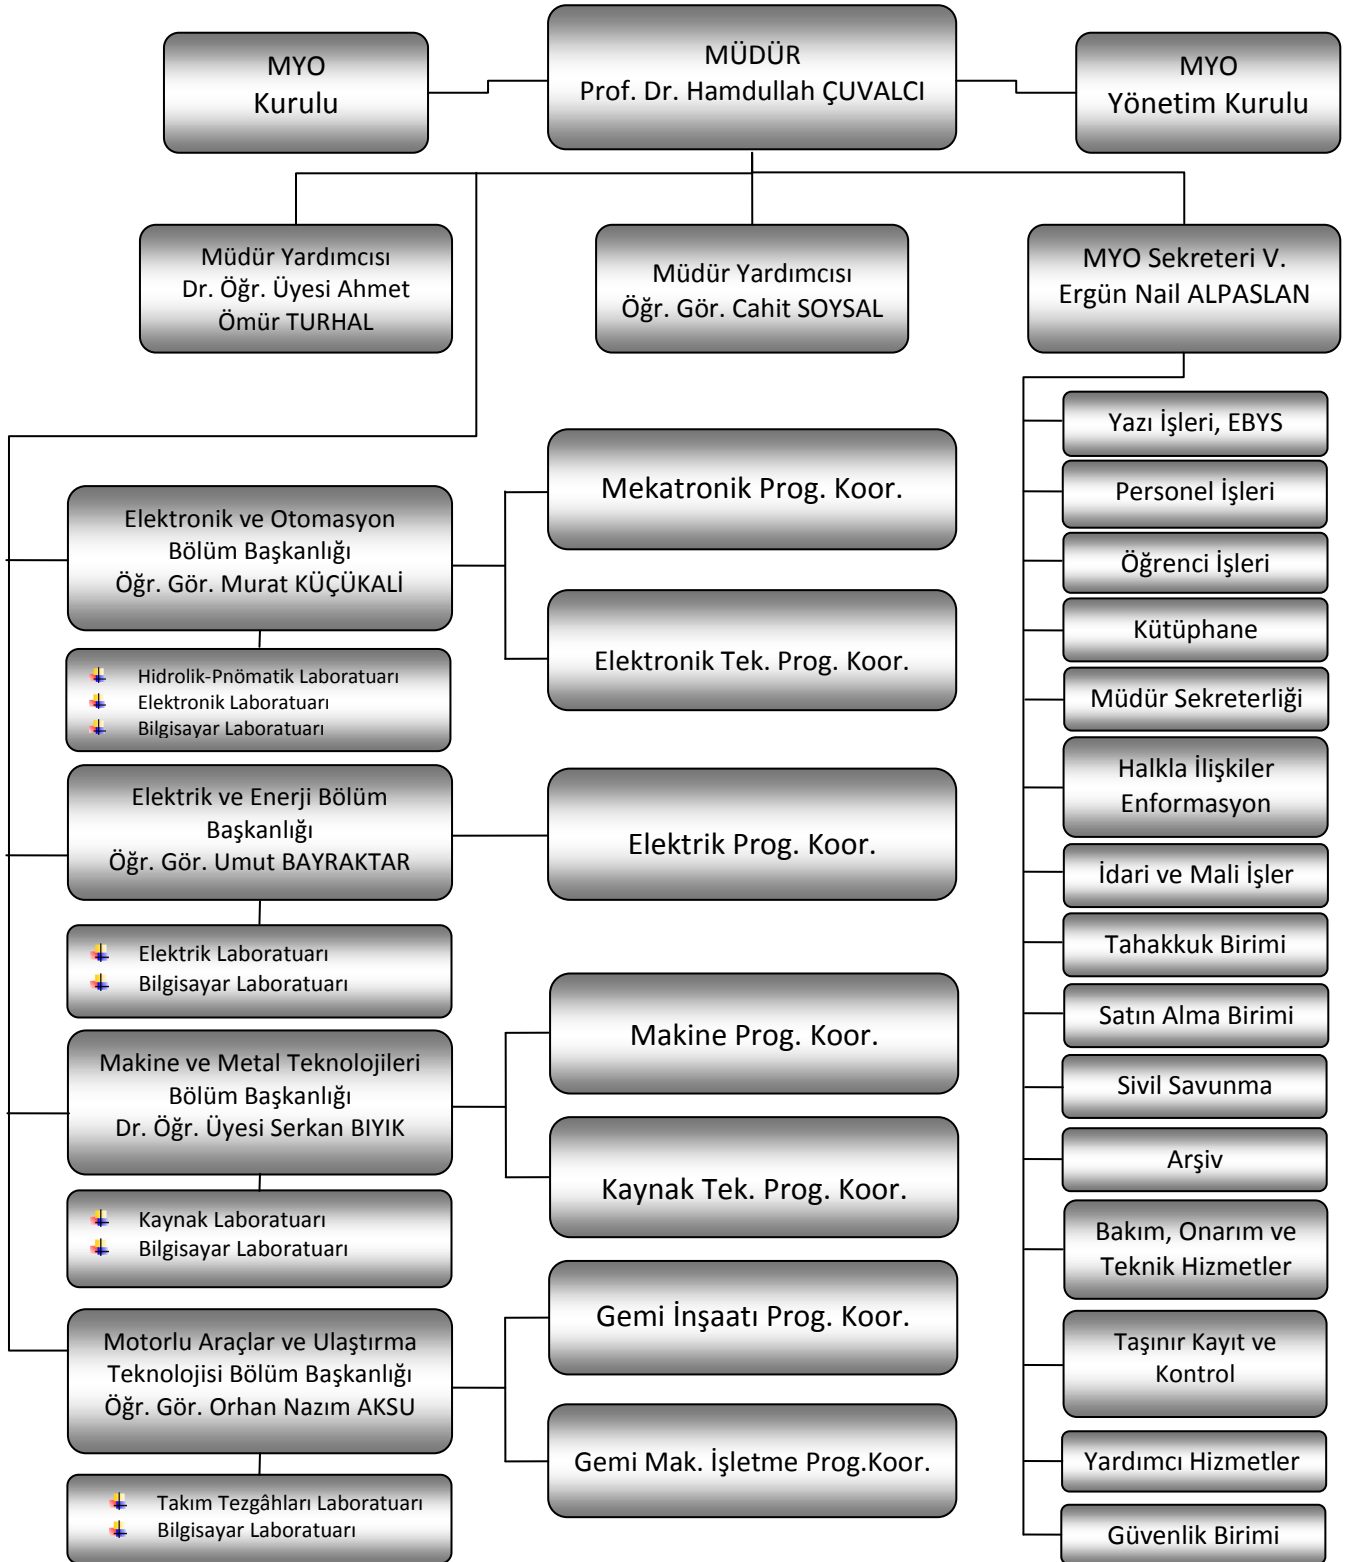 MYO
Kurulu
MÜDÜR
Prof. Dr. Hamdullah ÇUVALCI
MYO
Yönetim Kurulu
Müdür Yardımcısı
Dr. Öğr. Üyesi Ahmet
Ömür TURHAL
Müdür Yardımcısı
Öğr. Gör. Cahit SOYSAL
MYO Sekreteri V.
Ergün Nail ALPASLAN
Elektronik ve Otomasyon
Bölüm Başkanlığı
Öğr. Gör. Murat KÜÇÜKALİ
Mekatronik Prog. Koor.
Elektronik Tek. Prog. Koor.
Hidrolik-Pnömatik Laboratuarı
Elektronik Laboratuarı
Bilgisayar Laboratuarı
Elektrik ve Enerji Bölüm
Başkanlığı
Öğr. Gör. Umut BAYRAKTAR
Elektrik Prog. Koor.
Elektrik Laboratuarı
Bilgisayar Laboratuarı
Makine ve Metal Teknolojileri
Bölüm Başkanlığı
Dr. Öğr. Üyesi Serkan BIYIK
Makine Prog. Koor.
Kaynak Tek. Prog. Koor.
Kaynak Laboratuarı
Bilgisayar Laboratuarı
Motorlu Araçlar ve Ulaştırma
Teknolojisi Bölüm Başkanlığı
Öğr. Gör. Orhan Nazım AKSU
Gemi İnşaatı Prog. Koor.
Gemi Mak. İşletme Prog.Koor.
Takım Tezgâhları Laboratuarı
Bilgisayar Laboratuarı
Yazı İşleri, EBYS
Personel İşleri
Öğrenci İşleri
Kütüphane
Müdür Sekreterliği
Halkla İlişkiler
Enformasyon
İdari ve Mali İşler
Tahakkuk Birimi
Satın Alma Birimi
Sivil Savunma
Arşiv
Bakım, Onarım ve
Teknik Hizmetler
Taşınır Kayıt ve
Kontrol
Yardımcı Hizmetler
Güvenlik Birimi